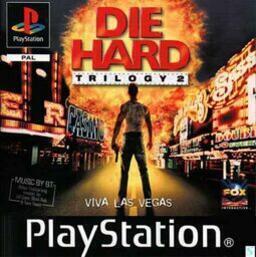 PlayStation
PAL
DIE
HARD
TRILOGY 2
CASINO
MUSIC BY BT
VIVA LAS VEGAS
FOX
INTERACTIVE
PlayStation®